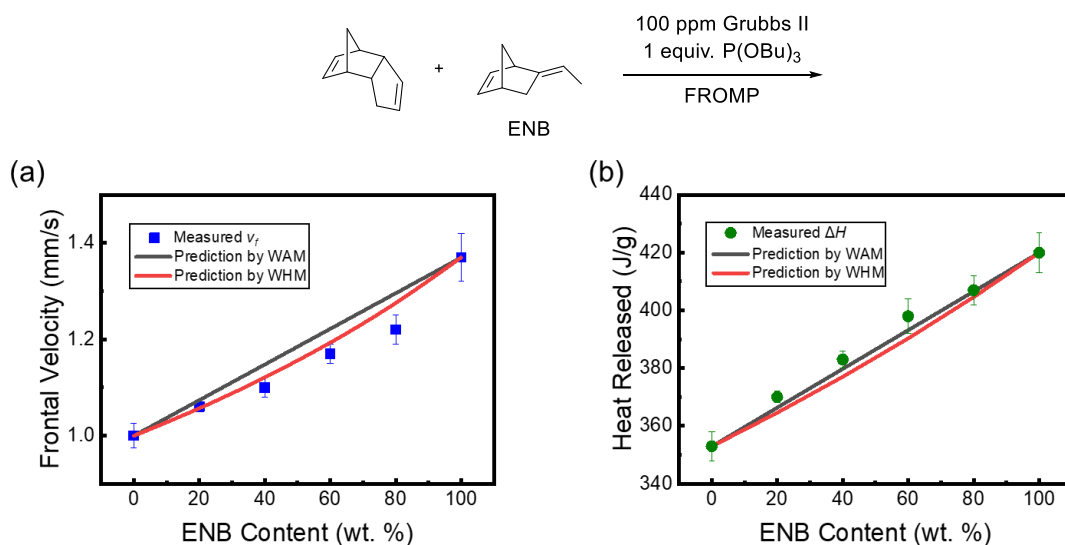 100 ppm Grubbs II
1 equiv. P(OBu)3
+
FROMP
ENB
(a)
Frontal Velocity (mm/s)
1.4
1.2
1.0
Measured vf
Prediction by WAM
Prediction by WHM
0 20 40 60 80 100
ENB Content (wt. %)
(b)
Heat Released (J/g)
440
420
400
380
360
340
Measured ΔH
Prediction by WAM
Prediction by WHM
0 20 40 60 80 100
ENB Content (wt. %)